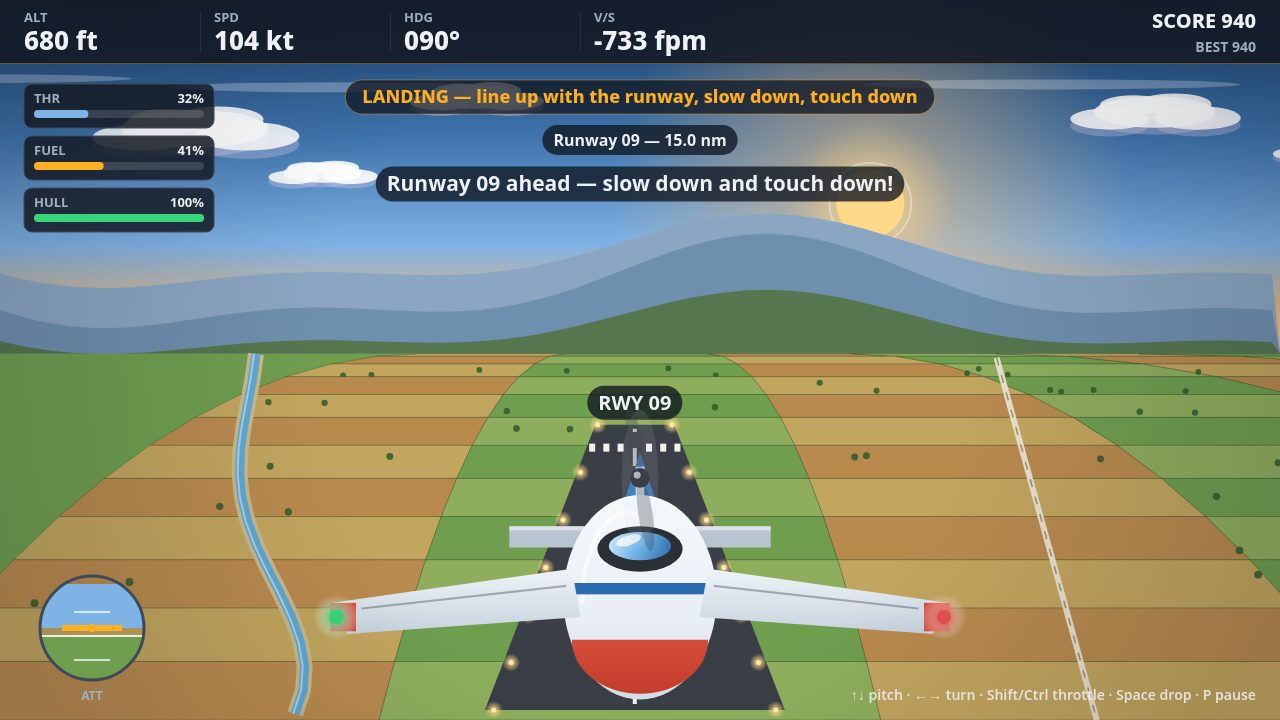 ALT
680 ft
SPD
104 kt
HDG
090°
V/S
-733 fpm
SCORE 940
BEST 940
THR 32%
FUEL 41%
HULL 100%
LANDING — line up with the runway, slow down, touch down
Runway 09 — 15.0 nm
Runway 09 ahead — slow down and touch down!
RWY 09
ATT
↑↓ pitch · ←→ turn · Shift/Ctrl throttle · Space drop · P pause